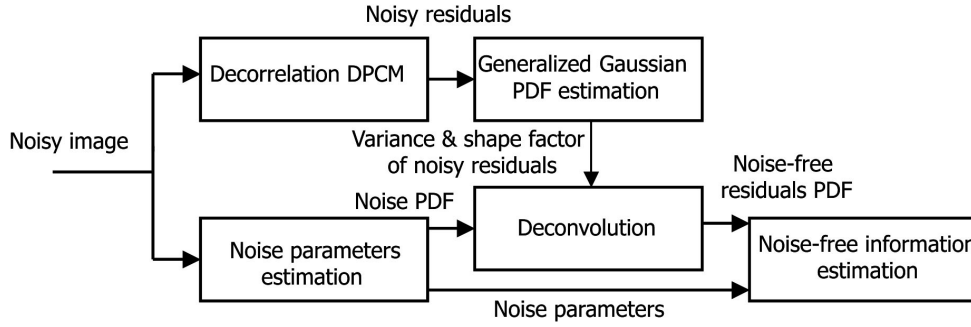 Noisy residuals
Decorrelation DPCM
Generalized Gaussian
PDF estimation
Noisy image
Variance & shape factor
of noisy residuals
Noise-free
residuals PDF
Noise PDF
Deconvolution
Noise parameters
estimation
Noise-free information
estimation
Noise parameters